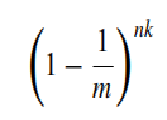 (1 − 1/m)^{nk}